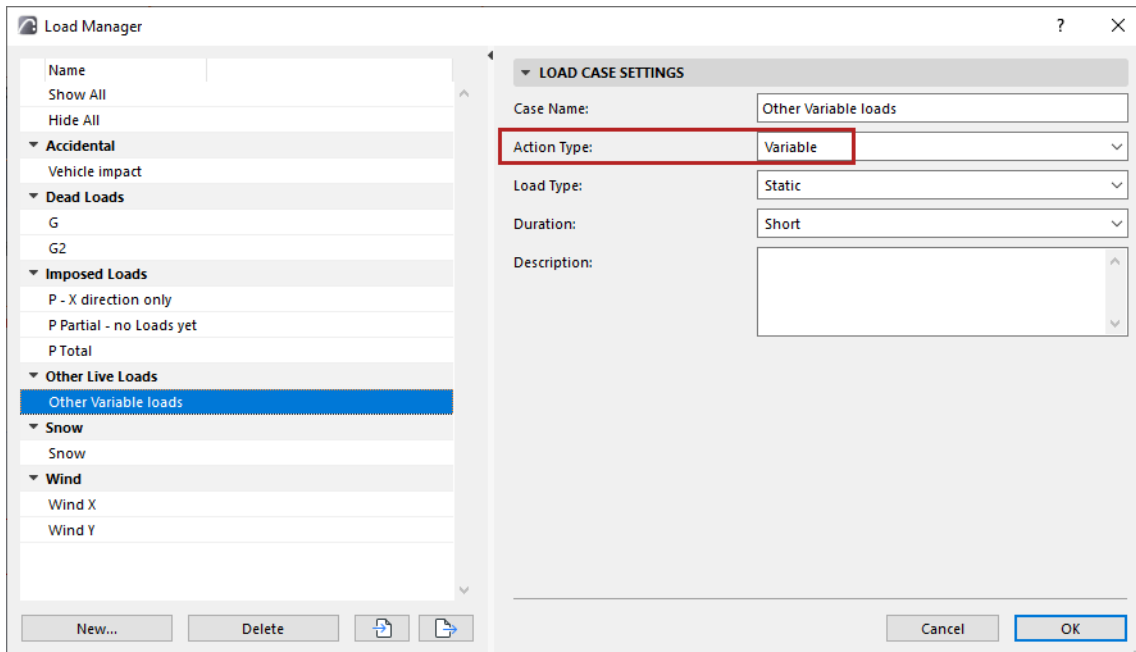 Load Manager
?
Name
Show All
Hide All
Accidental
Vehicle impact
Dead Loads
G
G2
Imposed Loads
P - X direction only
P Partial - no Loads yet
P Total
Other Live Loads
Other Variable loads
Snow
Snow
Wind
Wind X
Wind Y
New...
Delete
LOAD CASE SETTINGS
Case Name: Other Variable loads
Action Type: Variable
Load Type: Static
Duration: Short
Description:
Cancel
OK